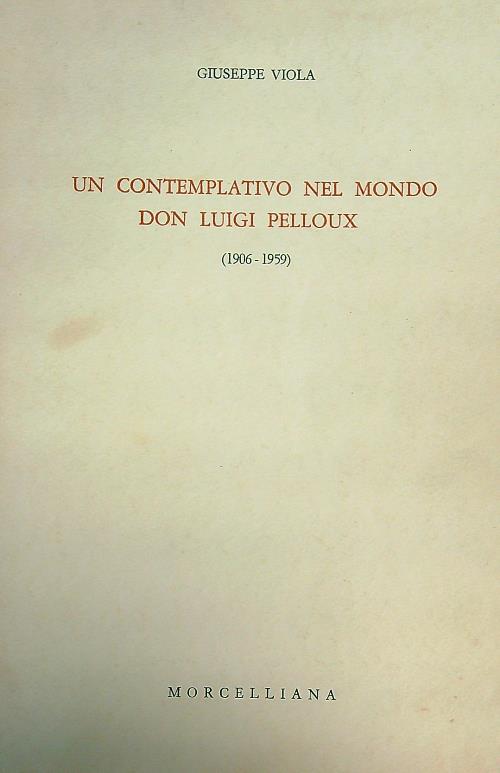 GIUSEPPE VIOLA
UN CONTEMPLATIVO NEL MONDO
DON LUIGI PELLOUX
(1906 - 1959)
MORCELLIANA